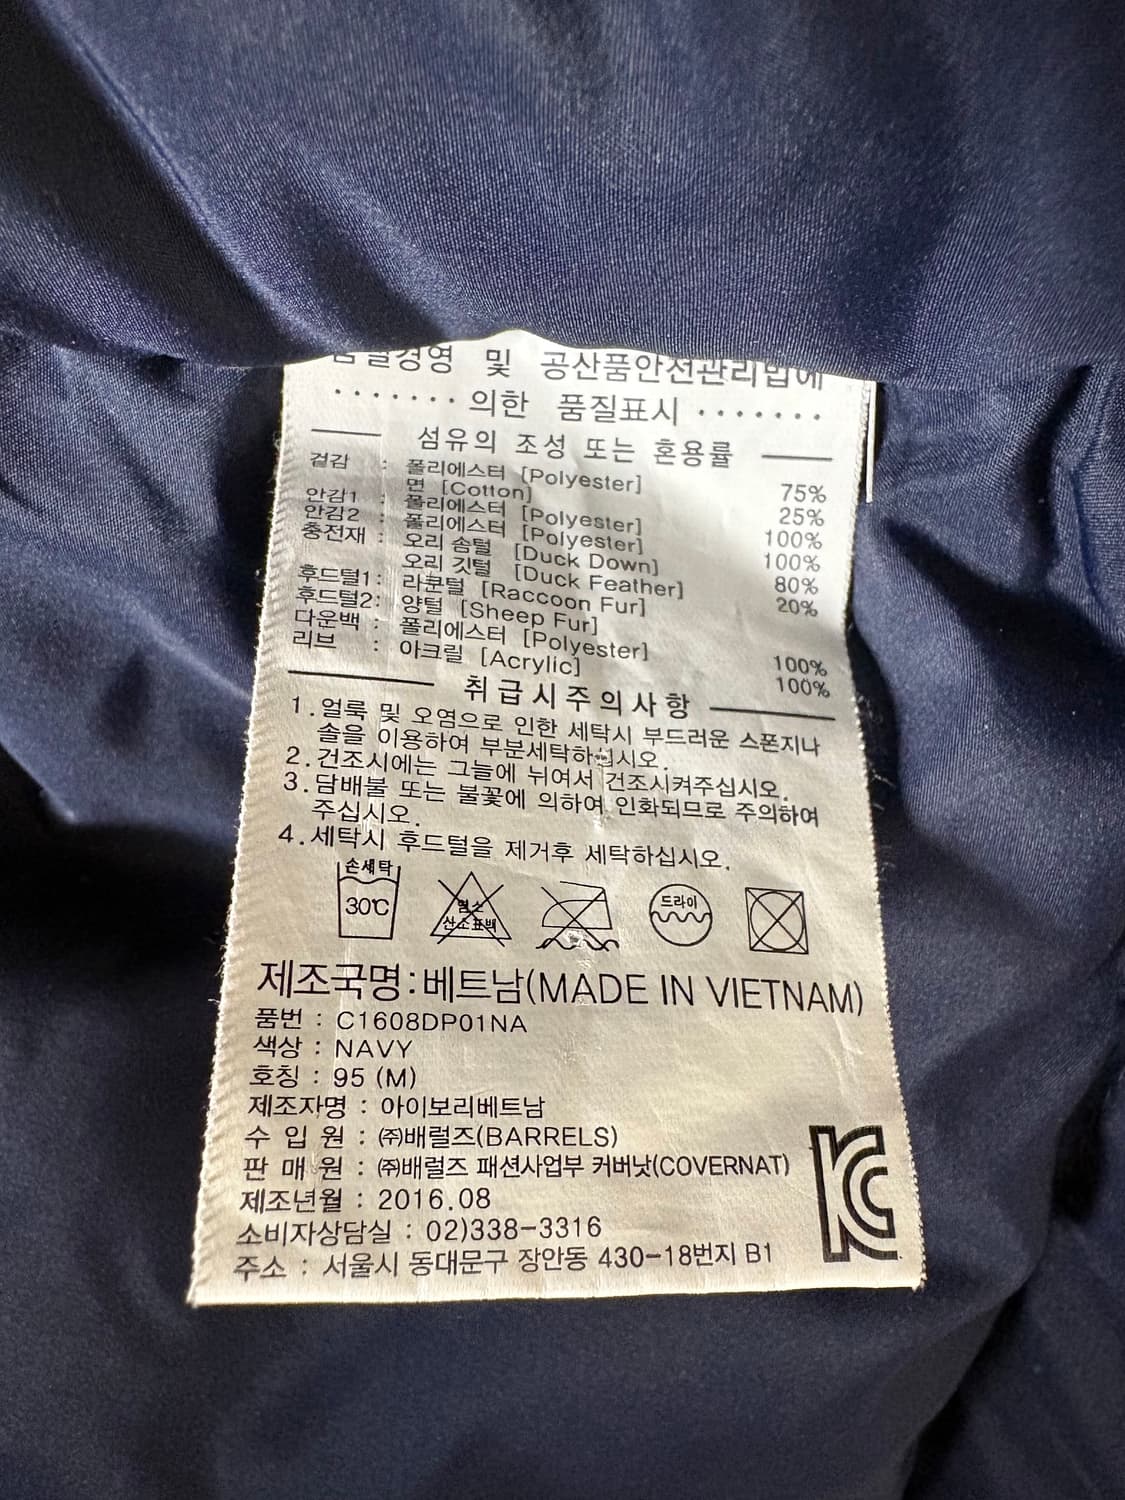 품질경영 및 공산품안전관리법에
······· 의한 품질표시 ·······
섬유의 조성 또는 혼용률
겉감 : 폴리에스터 [Polyester] 75%
면 [Cotton] 25%
안감1 : 폴리에스터 [Polyester] 100%
안감2 : 폴리에스터 [Polyester] 100%
충전재 : 오리 솜털 [Duck Down] 80%
오리 깃털 [Duck Feather] 20%
후드털1: 라쿤털 [Raccoon Fur]
후드털2: 양털 [Sheep Fur]
다운백 : 폴리에스터 [Polyester] 100%
리브 : 아크릴 [Acrylic] 100%
취급시주의사항
1.얼룩 및 오염으로 인한 세탁시 부드러운 스폰지나
솔을 이용하여 부분세탁하십시오.
2.건조시에는 그늘에 뉘여서 건조시켜주십시오.
3.담배불 또는 불꽃에 의하여 인화되므로 주의하여
주십시오.
4.세탁시 후드털을 제거후 세탁하십시오.
손세탁
30℃
염소
산소표백
드라이
제조국명:베트남(MADE IN VIETNAM)
품번 : C1608DP01NA
색상 : NAVY
호칭 : 95 (M)
제조자명 : 아이보리베트남
수 입 원 : ㈜배럴즈(BARRELS)
판 매 원 : ㈜배럴즈 패션사업부 커버낫(COVERNAT)
제조년월 : 2016.08
소비자상담실 : 02)338-3316
주소 : 서울시 동대문구 장안동 430-18번지 B1
KC